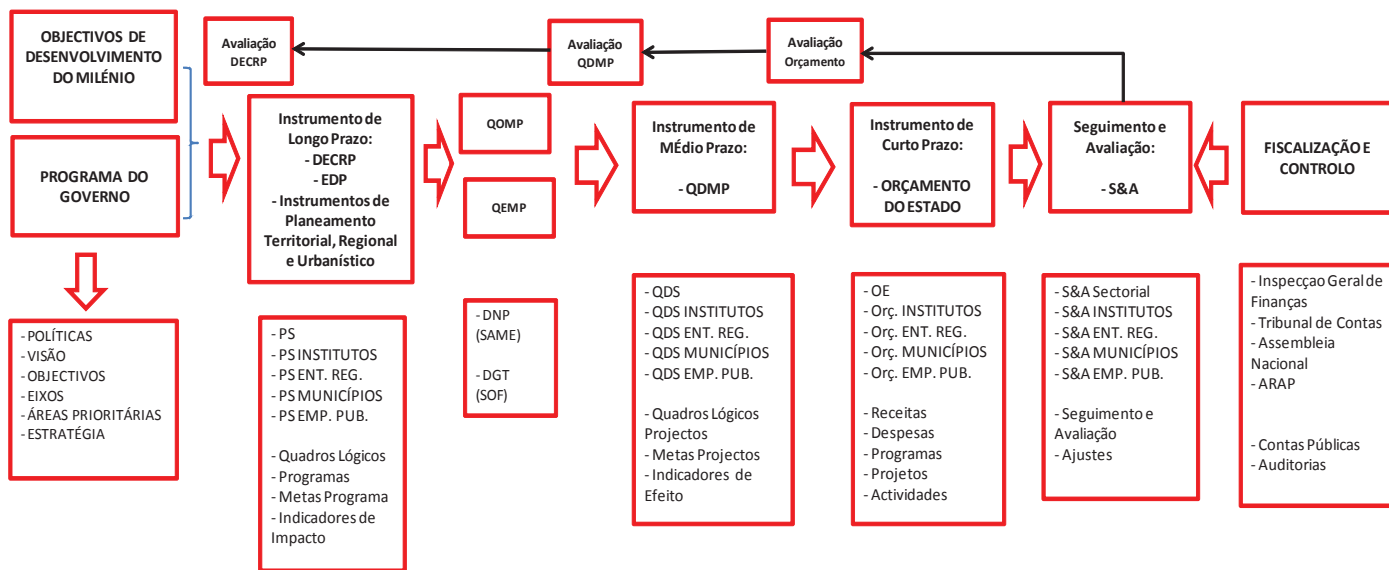 OBJECTIVOS DE
DESENVOLVIMENTO
DO MILÉNIO
Avaliação
DECRP
Avaliação
QDMP
Avaliação
Orçamento
PROGRAMA DO
GOVERNO
Instrumento de
Longo Prazo:
- DECRP
- EDP
- Instrumentos de
Planeamento
Territorial, Regional
e Urbanístico
QOMP
QEMP
Instrumento de
MÉdio Prazo:
- QDMP
Instrumento de
Curto Prazo:
- ORÇAMENTO
DO ESTADO
Seguimento e
Avaliação:
- S&A
FISCALIZAÇÃO E
CONTROLO
- POLÍTICAS
- VISÃO
- OBJECTIVOS
- EIXOS
- ÁREAS PRIORITÁRIAS
- ESTRATÉGIA
- PS
- PS INSTITUTOS
- PS ENT. REG.
- PS MUNICÍPIOS
- PS EMP. PUB.
- Quadros Lógicos
- Programas
- Metas Programa
- Indicadores de
Impacto
- DNP
(SAME)
- DGT
(SOF)
- QDS
- QDS INSTITUTOS
- QDS ENT. REG.
- QDS MUNICÍPIOS
- QDS EMP. PUB.
- Quadros Lógicos
Projectos
- Metas Projectos
- Indicadores de
Efeito
- OE
- Orç. INSTITUTOS
- Orç. ENT. REG.
- Orç. MUNICÍPIOS
- Orç. EMP. PUB.
- Receitas
- Despesas
- Programas
- Projetos
- Actividades
- S&A Sectorial
- S&A INSTITUTOS
- S&A ENT. REG.
- S&A MUNICÍPIOS
- S&A EMP. PUB.
- Seguimento e
Avaliação
- Ajustes
- Inspecçao Geral de
Finanças
- Tribunal de Contas
- Assembleia
Nacional
- ARAP
- Contas Públicas
- Auditorias